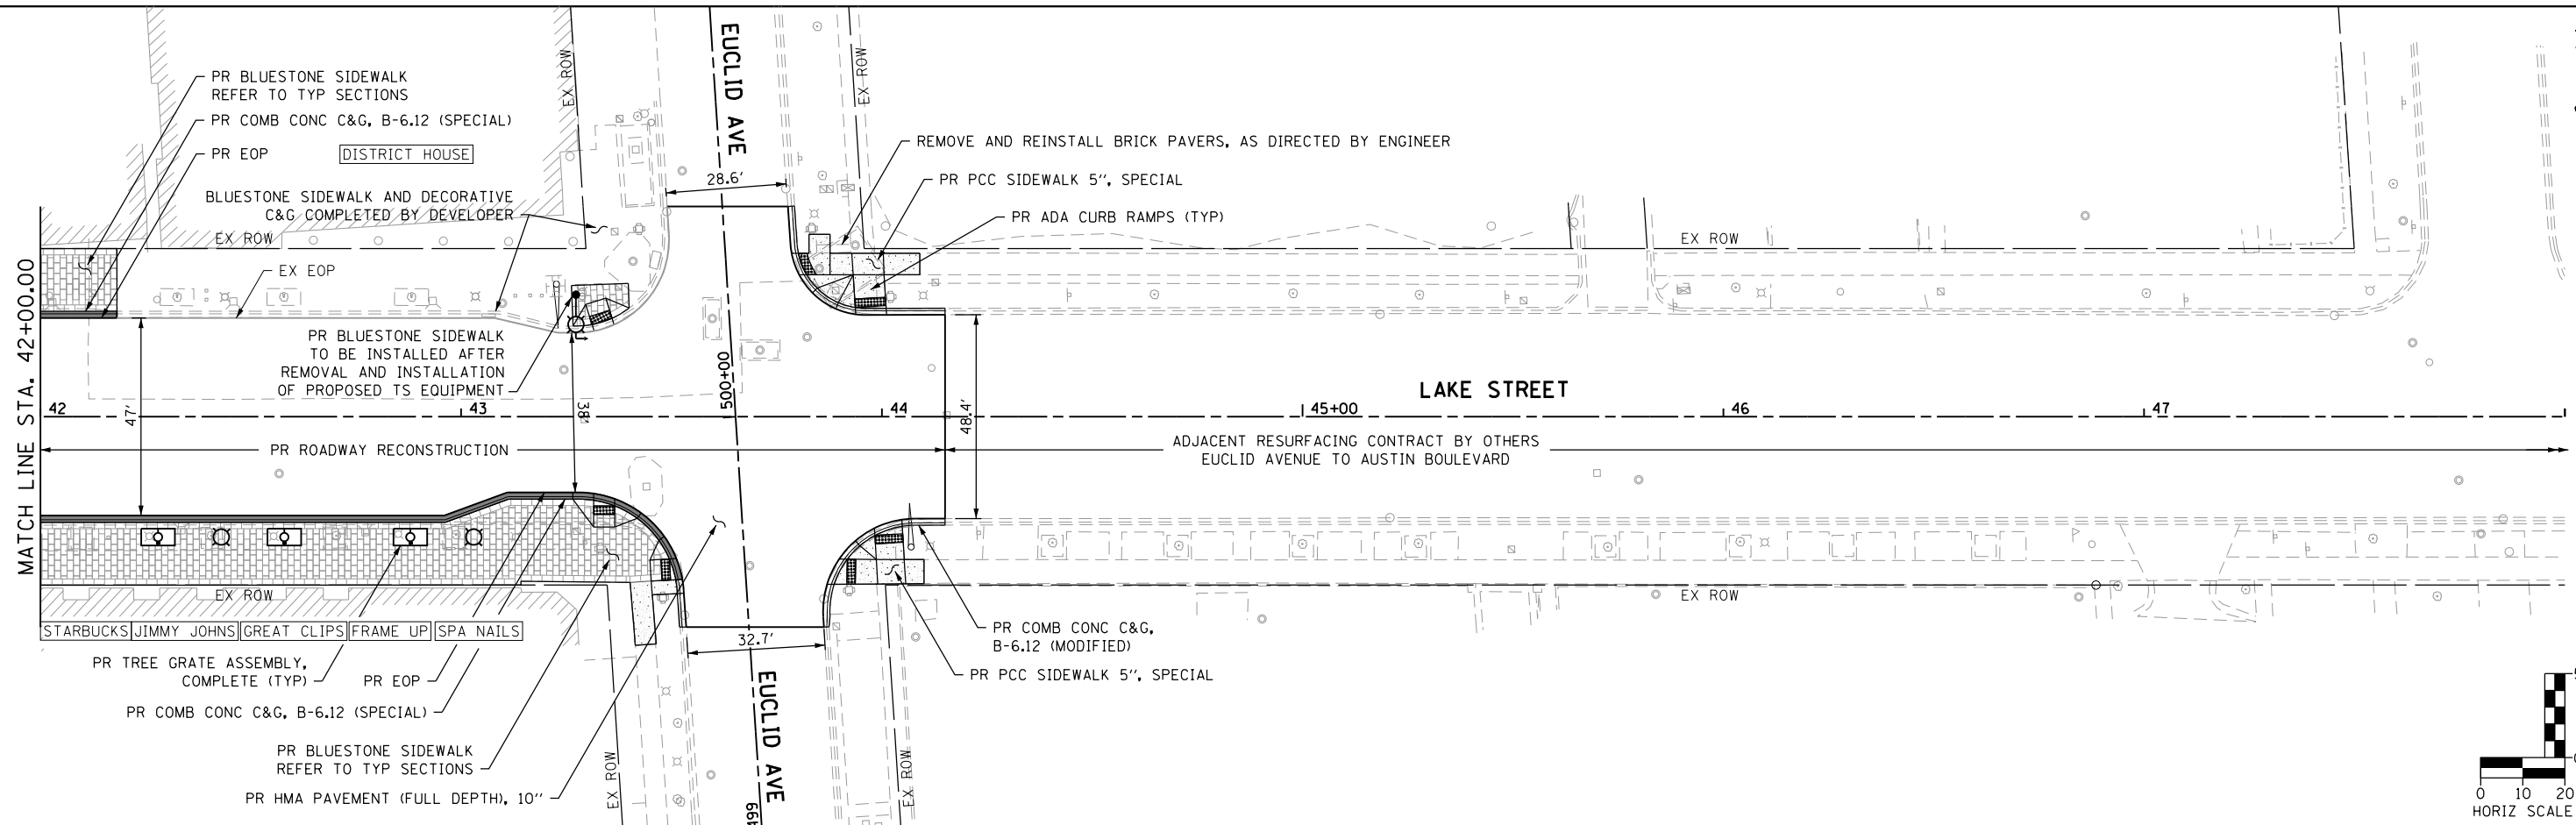 PR BLUESTONE SIDEWALK
REFER TO TYP SECTIONS
PR COMB CONC C&G, B-6.12 (SPECIAL)
PR EOP
DISTRICT HOUSE
BLUESTONE SIDEWALK AND DECORATIVE
C&G COMPLETED BY DEVELOPER
EX ROW
EX EOP
EX ROW
EUCLID AVE
EX ROW
28.6'
REMOVE AND REINSTALL BRICK PAVERS, AS DIRECTED BY ENGINEER
PR PCC SIDEWALK 5'', SPECIAL
PR ADA CURB RAMPS (TYP)
EX ROW
MATCH LINE STA. 42+00.00
PR BLUESTONE SIDEWALK
TO BE INSTALLED AFTER
REMOVAL AND INSTALLATION
OF PROPOSED TS EQUIPMENT
LAKE STREET
42
43
500+00
44
45+00
46
47
47'
38'
48.4'
PR ROADWAY RECONSTRUCTION
ADJACENT RESURFACING CONTRACT BY OTHERS
EUCLID AVENUE TO AUSTIN BOULEVARD
EX ROW
EX ROW
STARBUCKS
JIMMY JOHNS
GREAT CLIPS
FRAME UP
SPA NAILS
32.7'
PR COMB CONC C&G,
B-6.12 (MODIFIED)
PR PCC SIDEWALK 5'', SPECIAL
PR TREE GRATE ASSEMBLY,
COMPLETE (TYP)
PR EOP
PR COMB CONC C&G, B-6.12 (SPECIAL)
PR BLUESTONE SIDEWALK
REFER TO TYP SECTIONS
PR HMA PAVEMENT (FULL DEPTH), 10''
EX ROW
EUCLID AVE
EX ROW
0 10 20
HORIZ SCALE